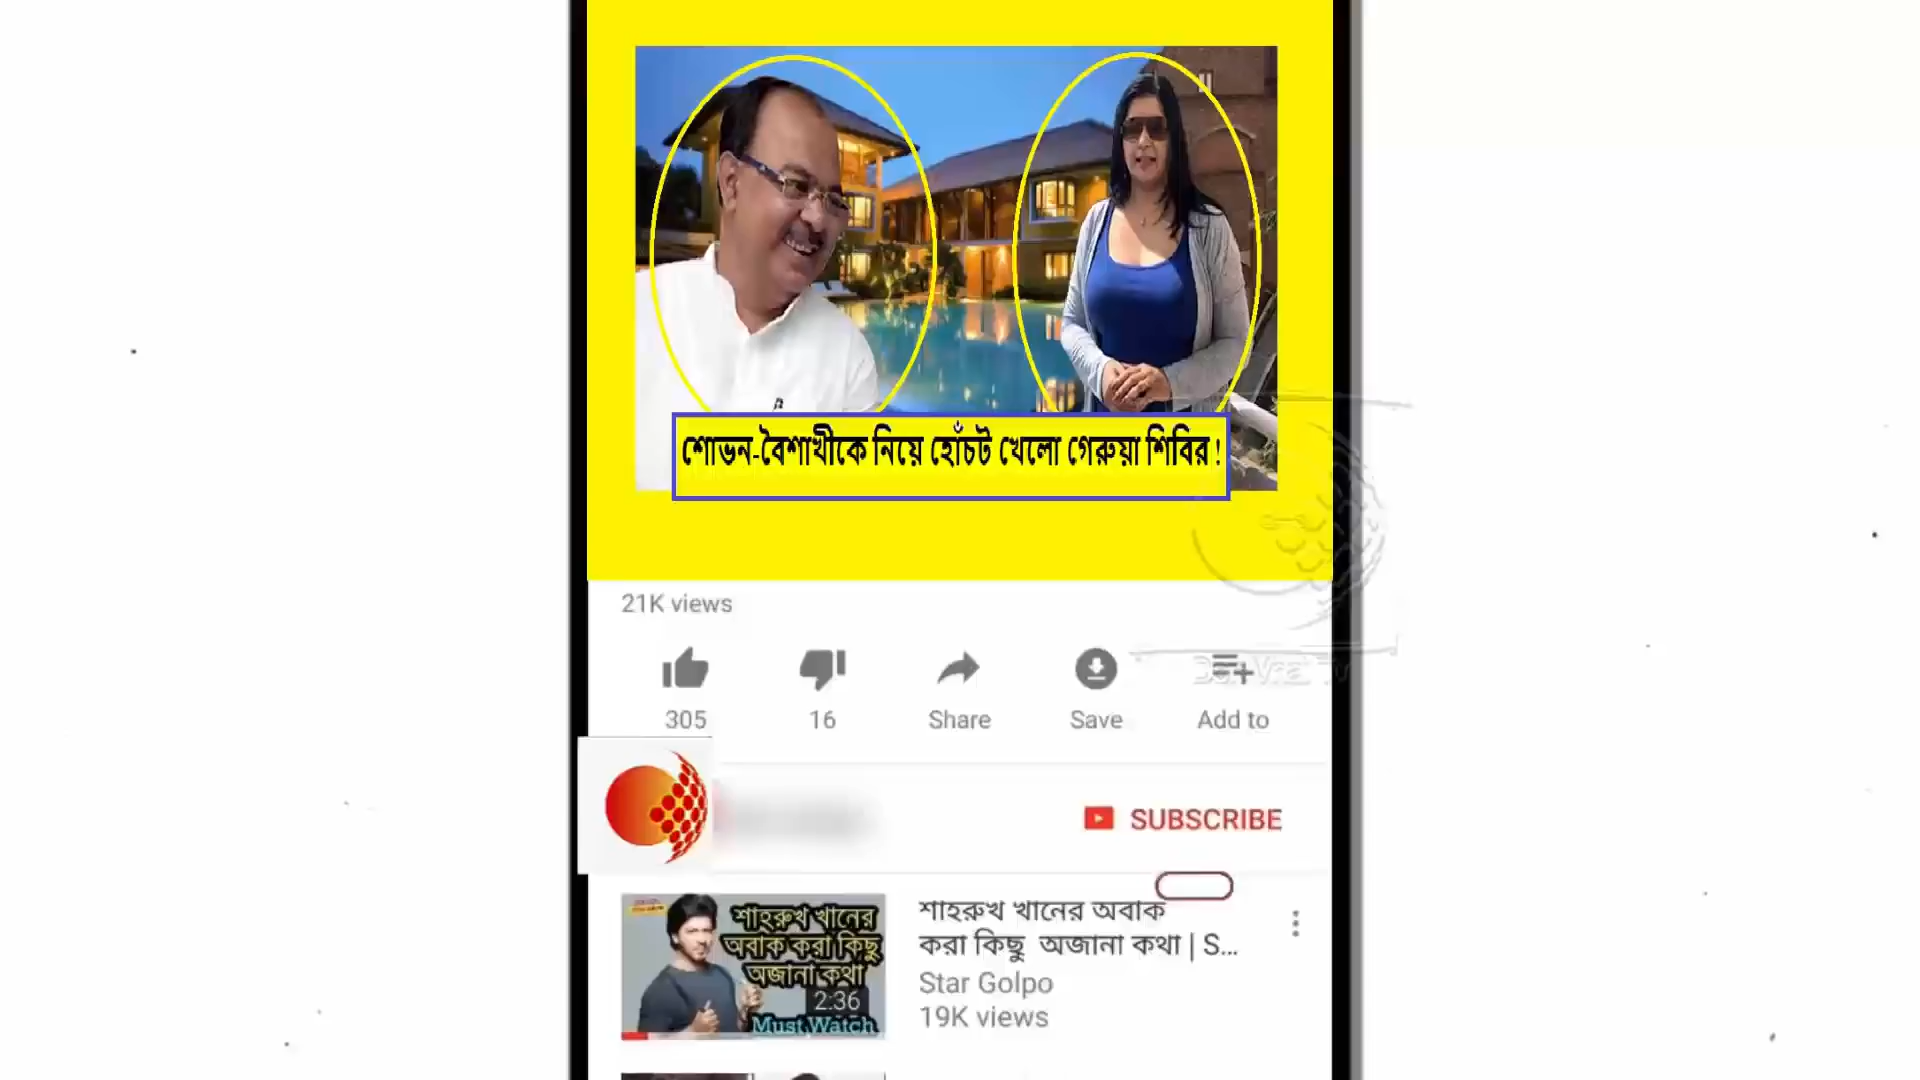 শোভন-বৈশাখীকে নিয়ে হোঁচট খেলো গেরুয়া শিবির !
21K views
305
16
Share
Save
Add to
SUBSCRIBE
শাহরুখ খানের
অবাক করা কিছু
অজানা কথা
2:36
Must Watch
শাহরুখ খানের অবাক
করা কিছু অজানা কথা | S...
Star Golpo
19K views